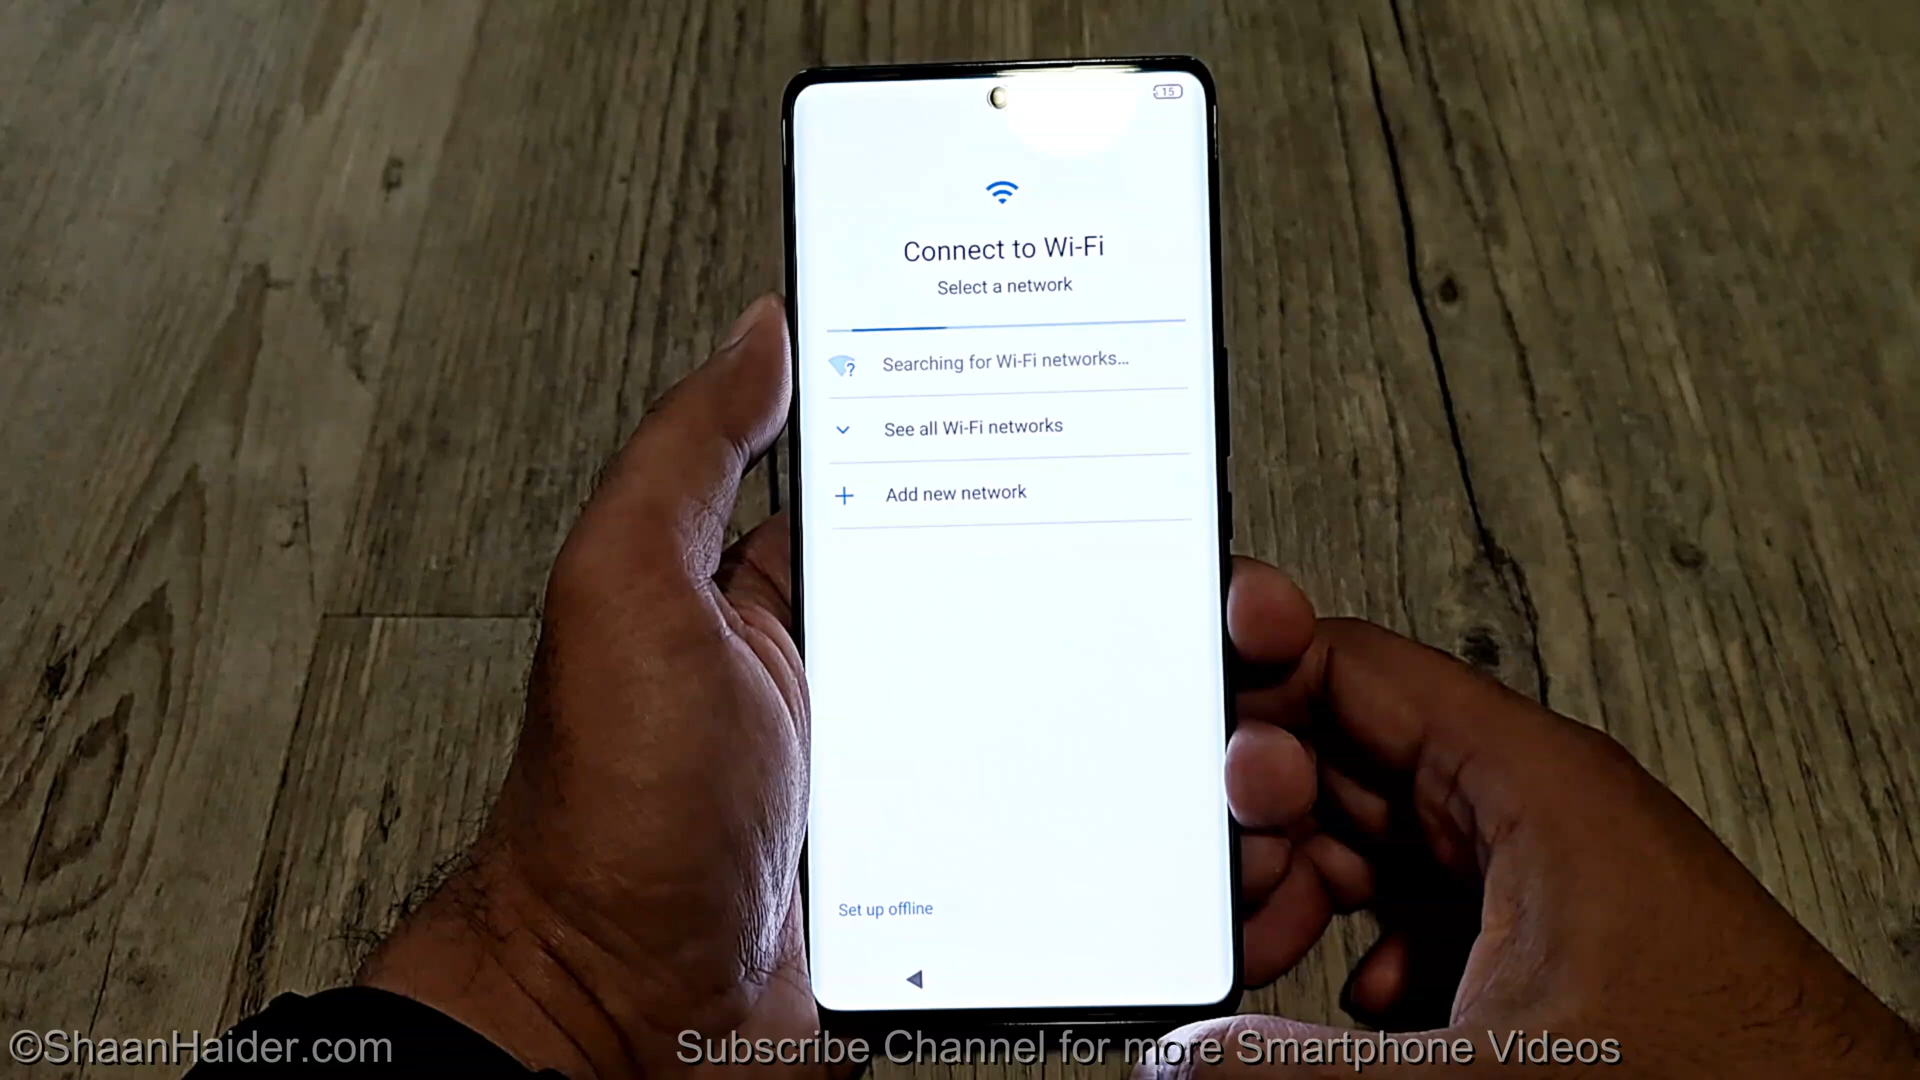 15
Connect to Wi-Fi
Select a network
Searching for Wi-Fi networks...
See all Wi-Fi networks
Add new network
Set up offline
©ShaanHaider.com
Subscribe Channel for more Smartphone Videos